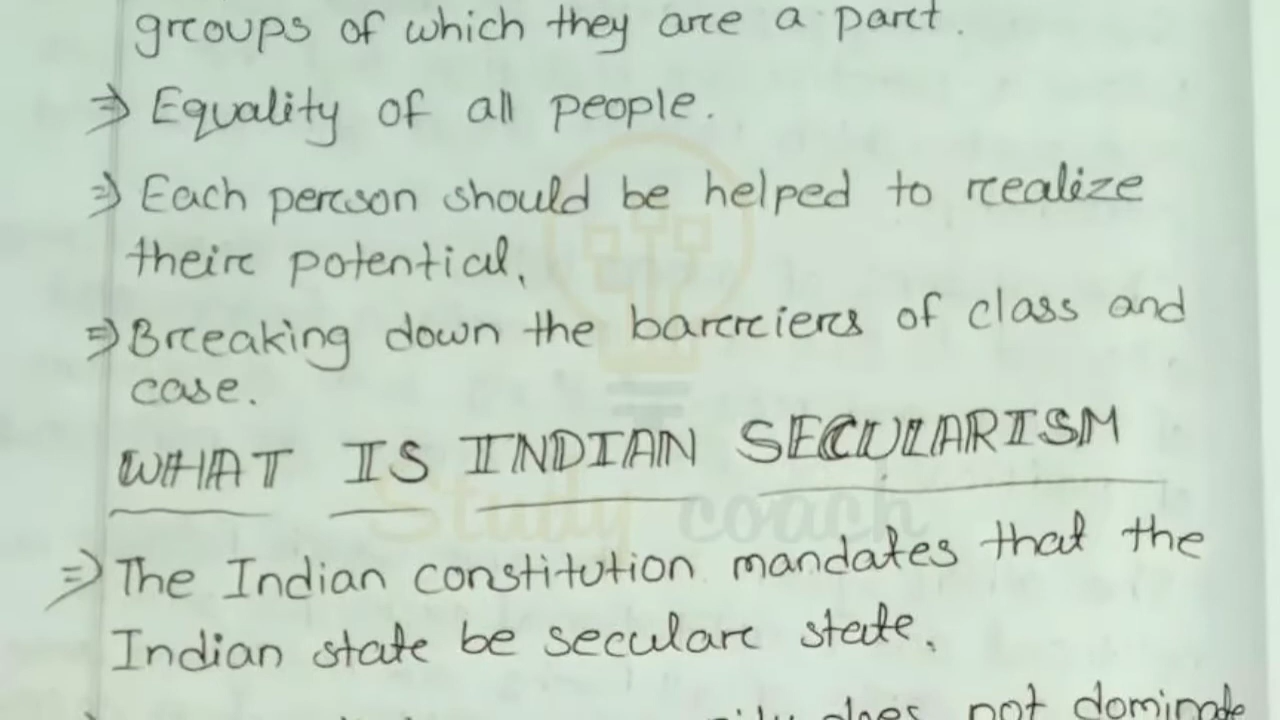 groups of which they are a part.
⇒ Equality of all people.
⇒ Each person should be helped to realize
their potential.
⇒ Breaking down the barriers of class and
case.
WHAT IS INDIAN SECULARISM
Study coach
⇒ The Indian constitution mandates that the
Indian state be secular state.
does not dominate